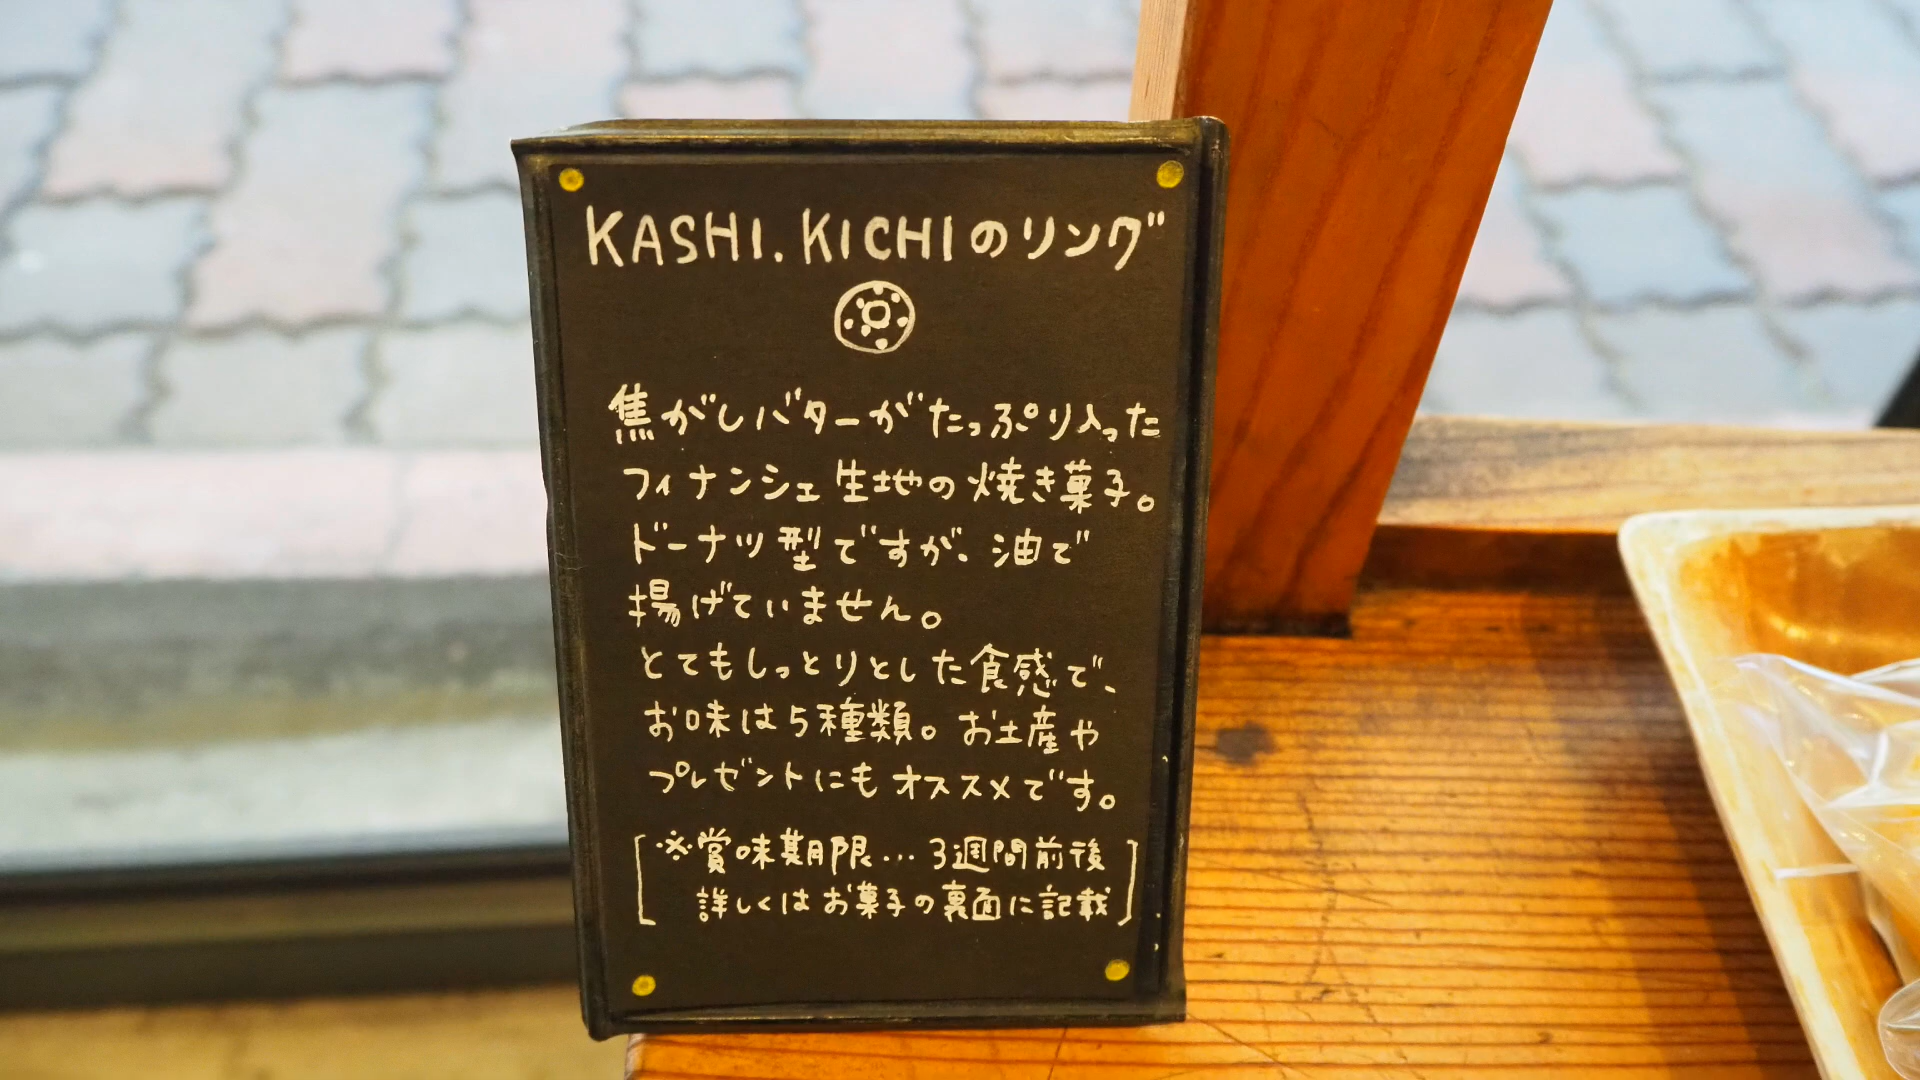 KASHI.KICHIのリング
焦がしバターがたっぷり入った
フィナンシェ生地の焼き菓子。
ドーナツ型ですが、油で
揚げていません。
とてもしっとりとした食感で、
お味は5種類。お土産や
プレゼントにもオススメです。
※賞味期限…3週間前後
詳しくはお菓子の裏面に記載